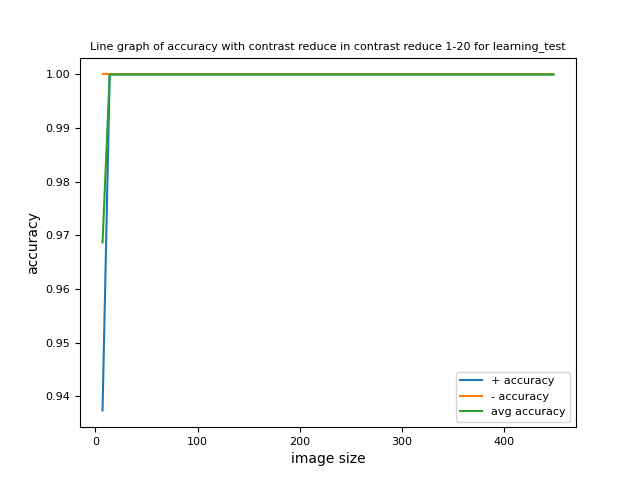 Line graph of accuracy with contrast reduce in contrast reduce 1-20 for learning_test
1.00
0.99
0.98
0.97
0.96
0.95
0.94
accuracy
0
100
200
300
400
image size
+ accuracy
- accuracy
avg accuracy